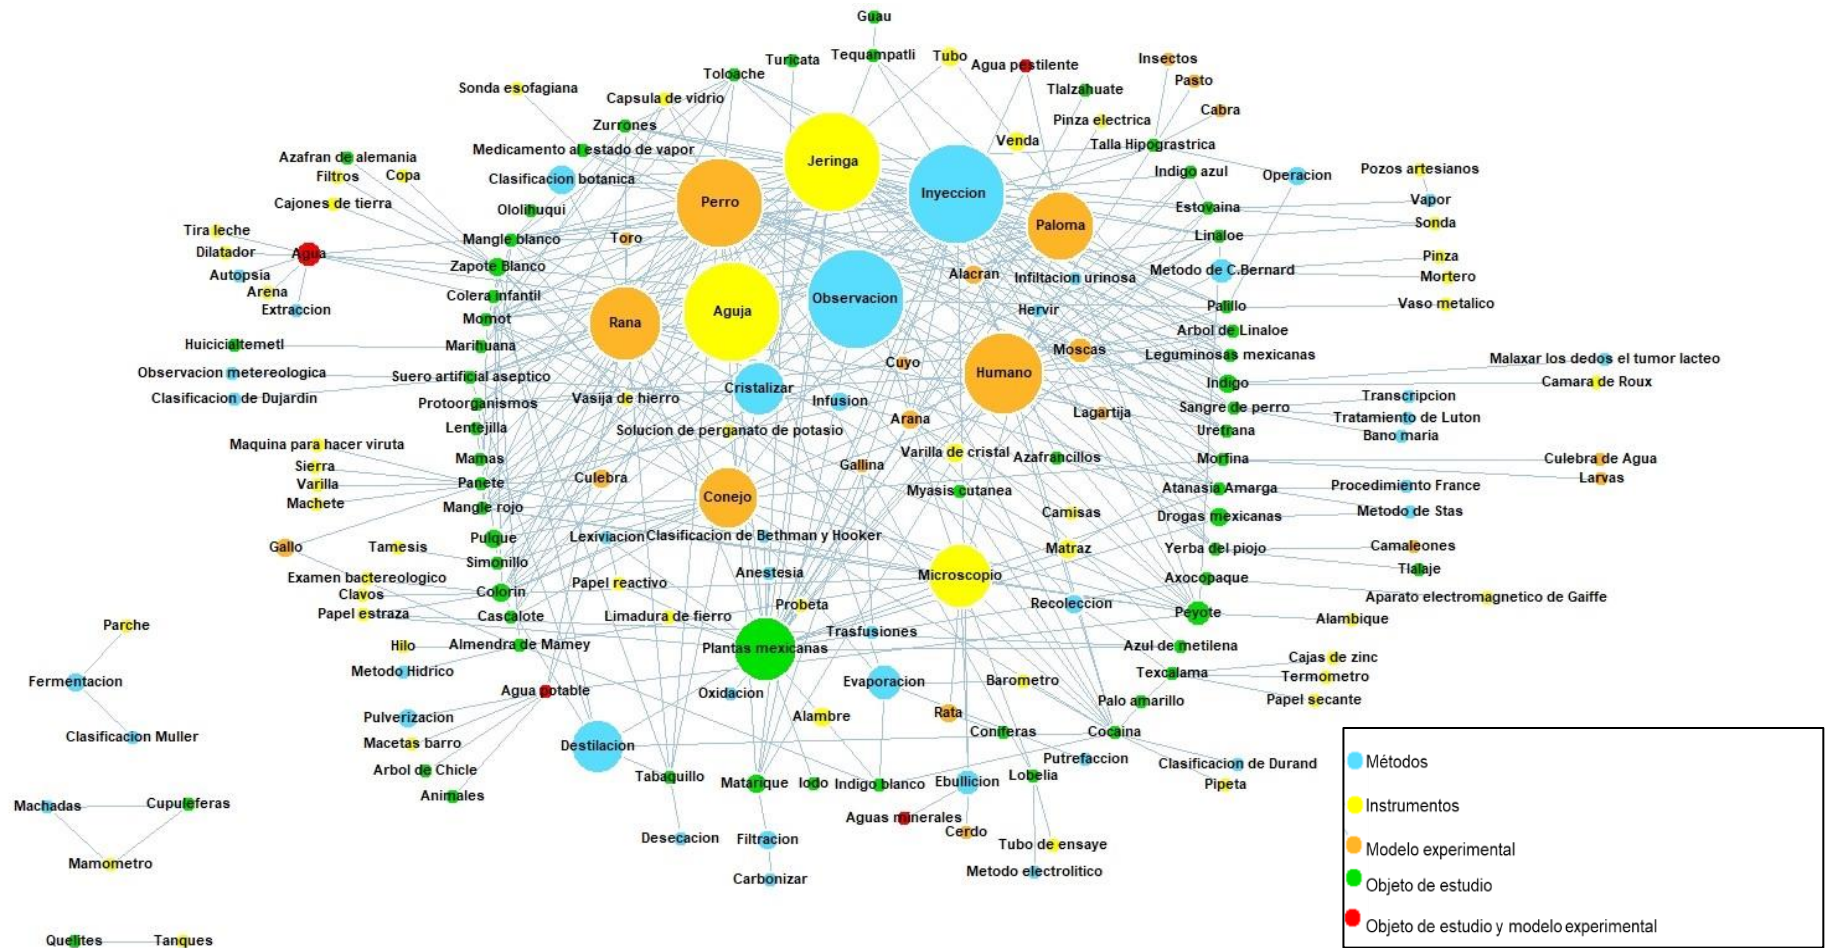 Guau
Turicata
Tequampatli
Tubo
Agua pestilente
Insectos
Toloache
Pasto
Sonda esofagiana
Capsula de vidrio
Tlalzahuate
Cabra
Zurrones
Pinza electrica
Venda
Talla Hipograstrica
Medicamento al estado de vapor
Jeringa
Azafran de alemania
Filtros
Copa
Clasificacion botanica
Indigo azul
Operacion
Pozos artesianos
Inyeccion
Vapor
Cajones de tierra
Ololihuqui
Perro
Estovaina
Paloma
Sonda
Tira leche
Mangle blanco
Toro
Linaloe
Dilatador
Agua
Zapote Blanco
Alacran
Infiltacion urinosa
Metodo de C.Bernard
Pinza
Autopsia
Mortero
Arena
Colera Infantil
Observacion
Extraccion
Hervir
Palillo
Vaso metalico
Momot
Rana
Aguja
Arbol de Linaloe
Huicicialtemetl
Marihuana
Moscas
Leguminosas mexicanas
Malaxar los dedos el tumor lacteo
Observacion metereologica
Suero artificial aseptico
Cuyo
Humano
Indigo
Camara de Roux
Clasificacion de Dujardin
Cristalizar
Vasija de hierro
Infusion
Transcripcion
Protoorganismos
Arana
Lagartija
Sangre de perro
Tratamiento de Luton
Lentejilla
Solucion de perganato de potasio
Uretrana
Bano maria
Maquina para hacer viruta
Varilla de cristal
Azafrancillos
Mamas
Morfina
Culebra de Agua
Sierra
Gallina
Varilla
Panete
Culebra
Larvas
Machete
Conejo
Myasis cutanea
Atanasia Amarga
Procedimiento France
Mangle rojo
Camisas
Drogas mexicanas
Metodo de Stas
Pulque
Lexiviacion
Clasificacion de Bethman y Hooker
Gallo
Tamesis
Matraz
Yerba del piojo
Camaleones
Simonillo
Tlalaje
Examen bactereologico
Papel reactivo
Anestesia
Microscopio
Axocopaque
Clavos
Colorin
Aparato electromagnetico de Gaiffe
Papel estraza
Cascalote
Limadura de fierro
Probeta
Recoleccion
Peyote
Alambique
Parche
Trasfusiones
Hilo
Almendra de Mamey
Plantas mexicanas
Azul de metilena
Cajas de zinc
Metodo Hidrico
Texcalama
Termometro
Fermentacion
Agua potable
Oxidacion
Evaporacion
Barometro
Palo amarillo
Papel secante
Pulverizacion
Alambre
Rata
Clasificacion Muller
Macetas barro
Destilacion
Coniferas
Cocaina
Putrefaccion
Clasificacion de Durand
Arbol de Chicle
Tabaquillo
Matarique
Iodo
Indigo blanco
Ebullicion
Lobelia
Pipeta
Animales
Machadas
Cupuleferas
Aguas minerales
Desecacion
Filtracion
Cerdo
Tubo de ensaye
Mamometro
Metodo electrolitico
Carbonizar
Quelites
Tanques
Métodos
Instrumentos
Modelo experimental
Objeto de estudio
Objeto de estudio y modelo experimental